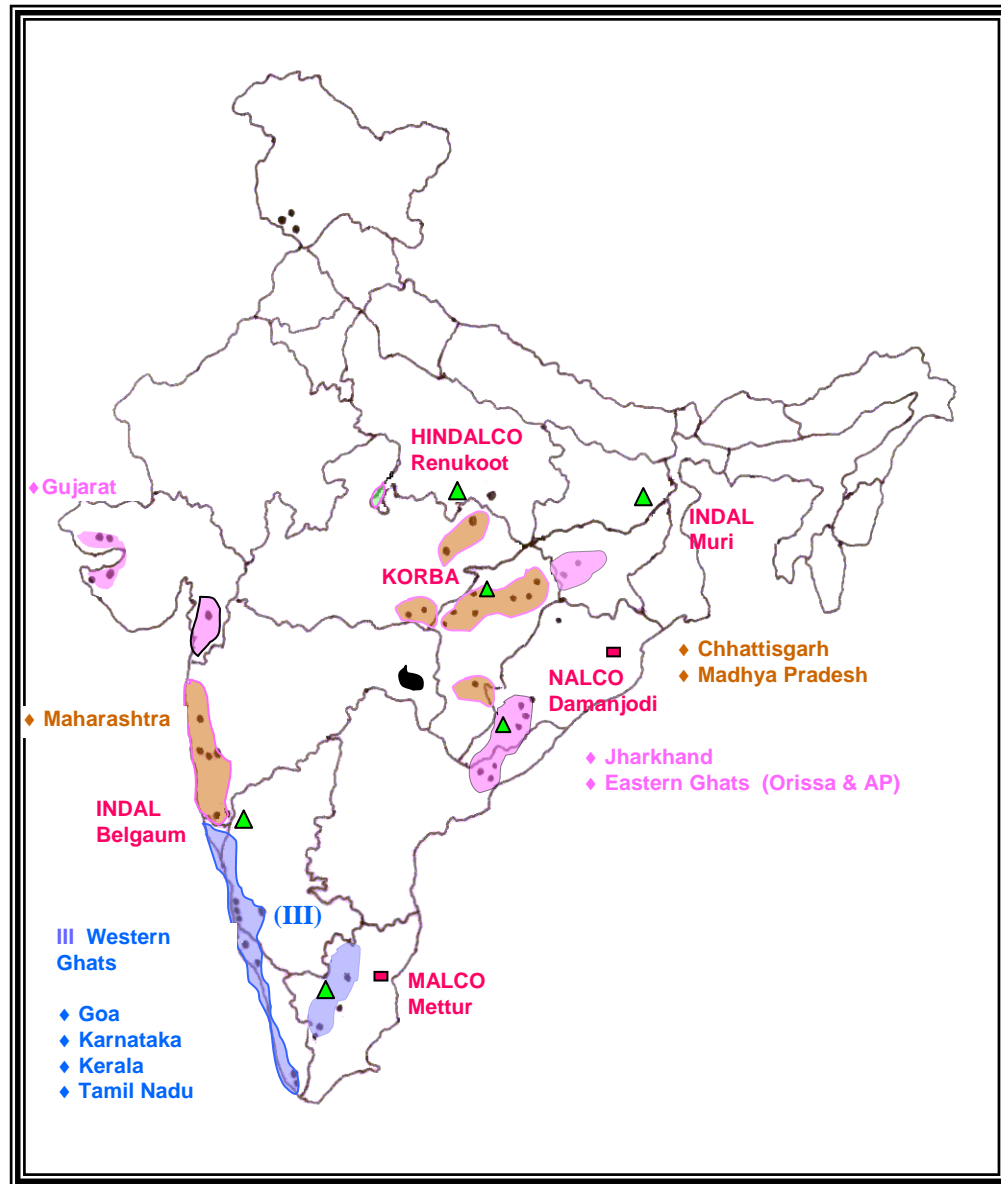 HINDALCO
Renukoot
♦Gujarat
INDAL
Muri
KORBA
♦ Chhattisgarh
♦ Madhya Pradesh
NALCO
Damanjodi
♦ Maharashtra
♦ Jharkhand
♦ Eastern Ghats (Orissa & AP)
INDAL
Belgaum
(III)
III Western
Ghats
♦ Goa
♦ Karnataka
♦ Kerala
♦ Tamil Nadu
MALCO
Mettur